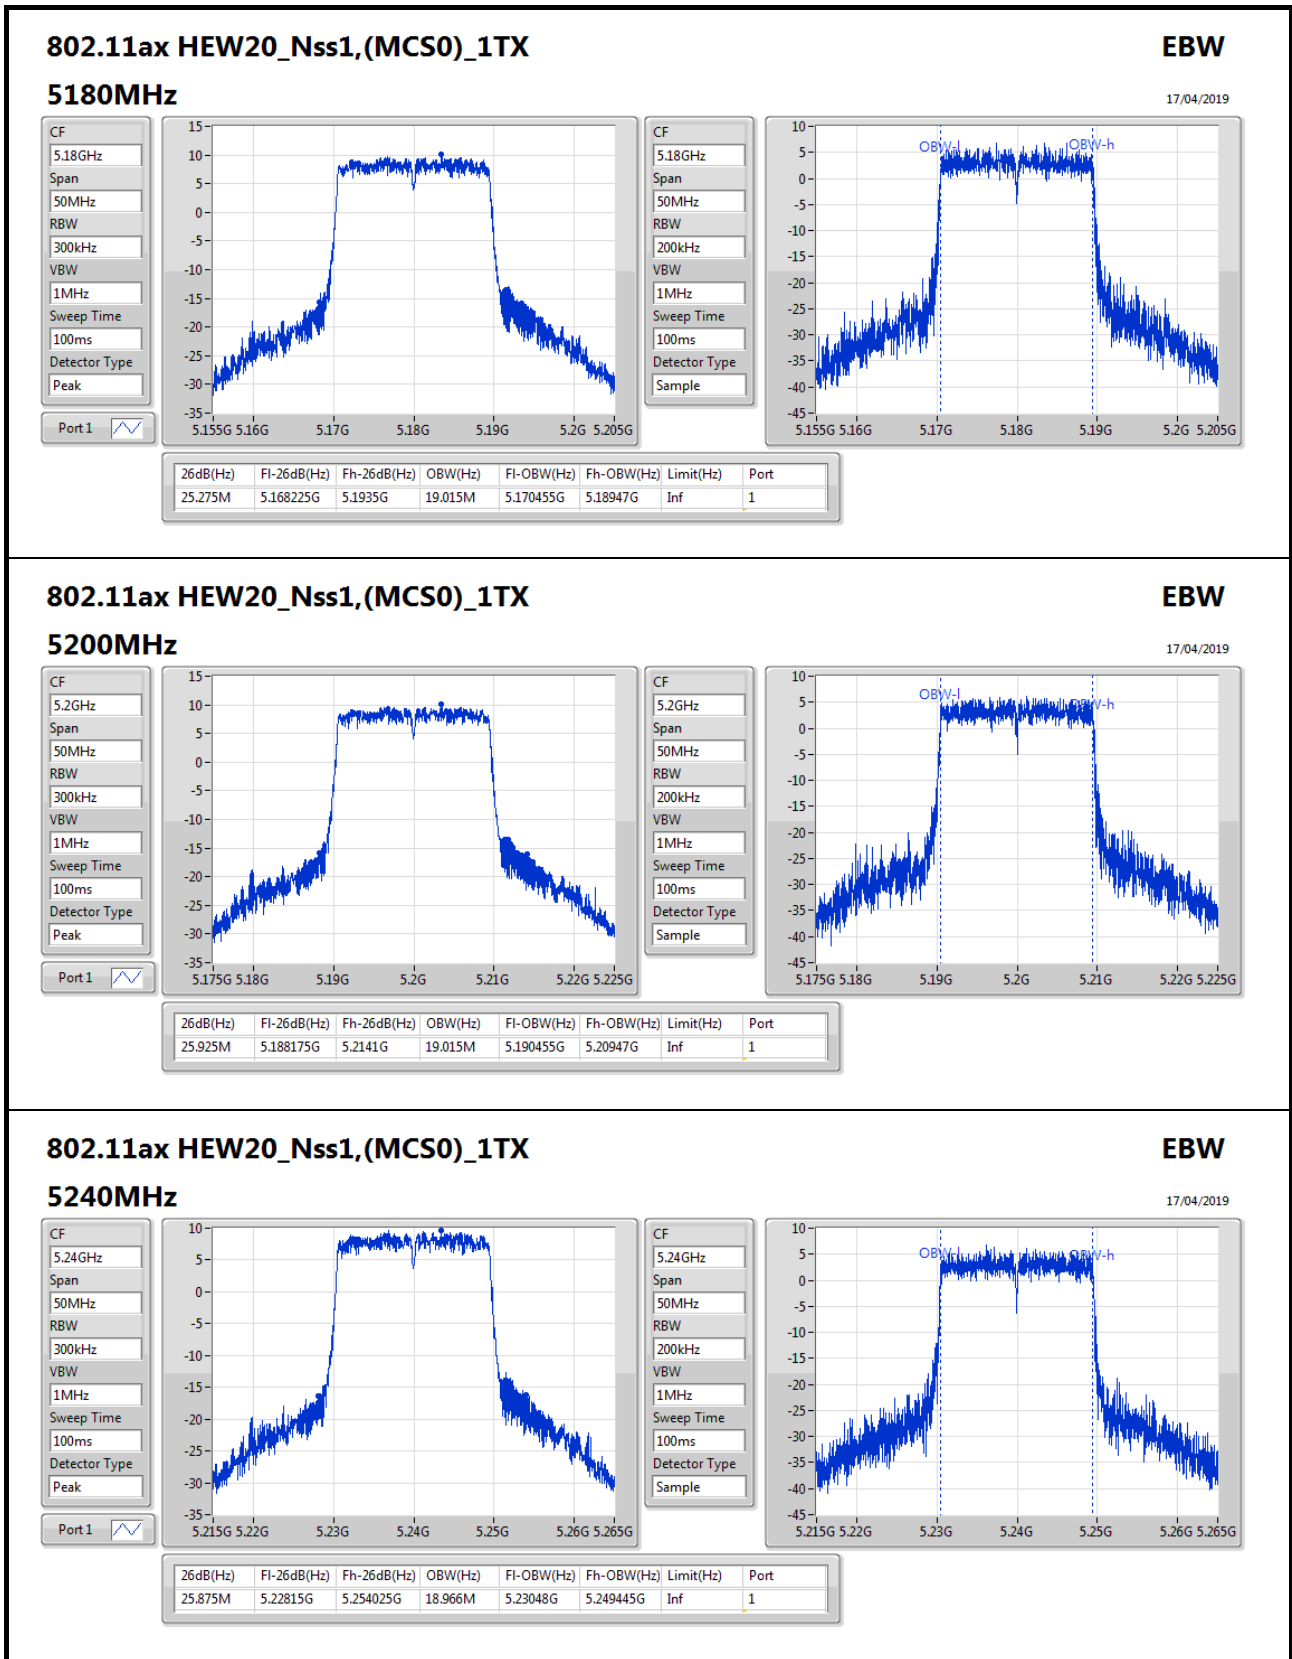 802.11ax HEW20_Nss1,(MCS0)_1TX EBW
5180MHz 17/04/2019
CF
5.18GHz
Span
50MHz
RBW
300kHz
VBW
1MHz
Sweep Time
100ms
Detector Type
Peak
Port 1
15
10
5
0
-5
-10
-15
-20
-25
-30
-35
5.155G 5.16G 5.17G 5.18G 5.19G 5.2G 5.205G
CF
5.18GHz
Span
50MHz
RBW
200kHz
VBW
1MHz
Sweep Time
100ms
Detector Type
Sample
10
5
0
-5
-10
-15
-20
-25
-30
-35
-40
-45
OBW-l OBW-h
5.155G 5.16G 5.17G 5.18G 5.19G 5.2G 5.205G
26dB(Hz) Fl-26dB(Hz) Fh-26dB(Hz) OBW(Hz) Fl-OBW(Hz) Fh-OBW(Hz) Limit(Hz) Port
25.275M 5.168225G 5.1935G 19.015M 5.170455G 5.18947G Inf 1
802.11ax HEW20_Nss1,(MCS0)_1TX EBW
5200MHz 17/04/2019
CF
5.2GHz
Span
50MHz
RBW
300kHz
VBW
1MHz
Sweep Time
100ms
Detector Type
Peak
Port 1
15
10
5
0
-5
-10
-15
-20
-25
-30
-35
5.175G 5.18G 5.19G 5.2G 5.21G 5.22G 5.225G
CF
5.2GHz
Span
50MHz
RBW
200kHz
VBW
1MHz
Sweep Time
100ms
Detector Type
Sample
10
5
0
-5
-10
-15
-20
-25
-30
-35
-40
-45
OBW-l OBW-h
5.175G 5.18G 5.19G 5.2G 5.21G 5.22G 5.225G
26dB(Hz) Fl-26dB(Hz) Fh-26dB(Hz) OBW(Hz) Fl-OBW(Hz) Fh-OBW(Hz) Limit(Hz) Port
25.925M 5.188175G 5.2141G 19.015M 5.190455G 5.20947G Inf 1
802.11ax HEW20_Nss1,(MCS0)_1TX EBW
5240MHz 17/04/2019
CF
5.24GHz
Span
50MHz
RBW
300kHz
VBW
1MHz
Sweep Time
100ms
Detector Type
Peak
Port 1
10
5
0
-5
-10
-15
-20
-25
-30
-35
5.215G 5.22G 5.23G 5.24G 5.25G 5.26G 5.265G
CF
5.24GHz
Span
50MHz
RBW
200kHz
VBW
1MHz
Sweep Time
100ms
Detector Type
Sample
10
5
0
-5
-10
-15
-20
-25
-30
-35
-40
-45
OBW-l OBW-h
5.215G 5.22G 5.23G 5.24G 5.25G 5.26G 5.265G
26dB(Hz) Fl-26dB(Hz) Fh-26dB(Hz) OBW(Hz) Fl-OBW(Hz) Fh-OBW(Hz) Limit(Hz) Port
25.875M 5.22815G 5.254025G 18.966M 5.23048G 5.249445G Inf 1